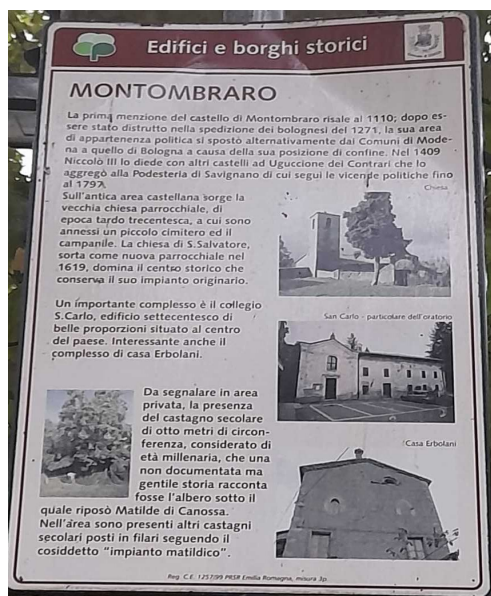 Edifici e borghi storici
MONTOMBRARO
La prima menzione del castello di Montombraro risale al 1110; dopo es-
sere stato distrutto nella spedizione dei bolognesi del 1271, la sua area
di appartenenza politica si spostò alternativamente dai Comuni di Mode-
na a quello di Bologna a causa della sua posizione di confine. Nel 1409
Niccolò III lo diede con altri castelli ad Uguccione dei Contrari che lo
aggregò alla Podesteria di Savignano di cui seguì le vicende politiche fino
al 1797.
Sull'antica area castellana sorge la
vecchia chiesa parrocchiale, di
epoca tardo trecentesca, a cui sono
annessi un piccolo cimitero ed il
campanile. La chiesa di S.Salvatore,
sorta come nuova parrocchiale nel
1619, domina il centro storico che
conserva il suo impianto originario.
Chiesa
Un importante complesso è il collegio
S.Carlo, edificio settecentesco di
belle proporzioni situato al centro
del paese. Interessante anche il
complesso di casa Erbolani.
San Carlo - particolare dell'oratorio
Da segnalare in area
privata, la presenza
del castagno secolare
di otto metri di circon-
ferenza, considerato di
età millenaria, che una
non documentata ma
gentile storia racconta
fosse l'albero sotto il
quale riposò Matilde di Canossa.
Nell'area sono presenti altri castagni
secolari posti in filari seguendo il
cosiddetto "impianto matildico".
Casa Erbolani
Reg. C.E. 1257/99 PRSR Emilia Romagna, misura 3p.